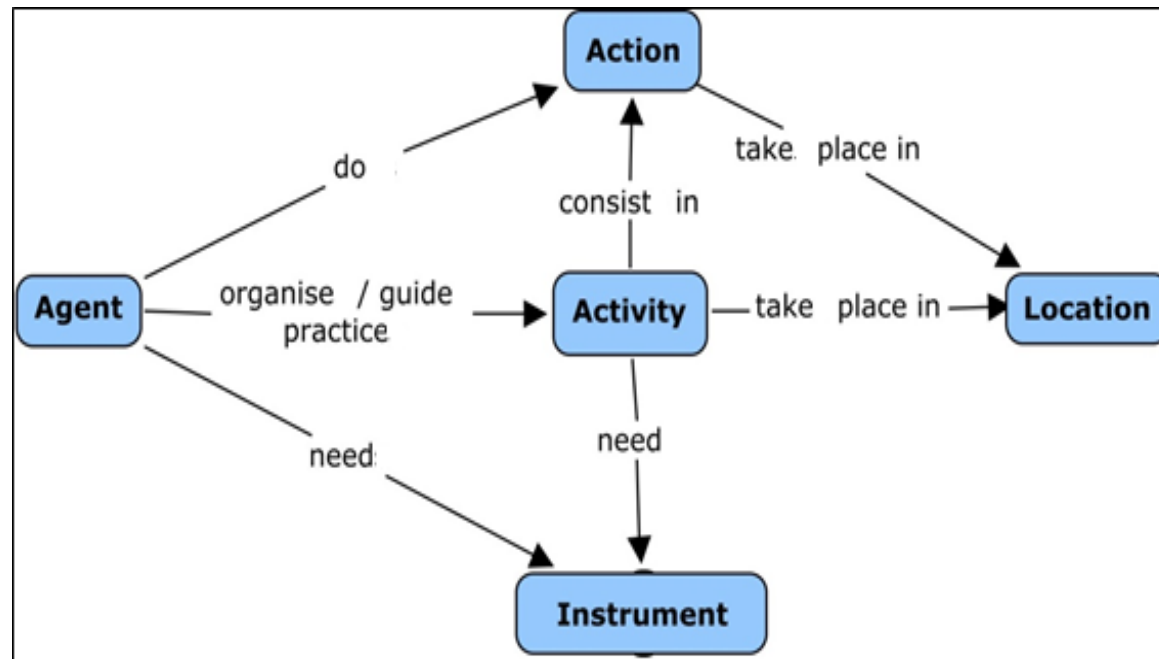 Action
do
take place in
consist in
Agent
organise / guide
practice
Activity
take place in
Location
need
need
Instrument